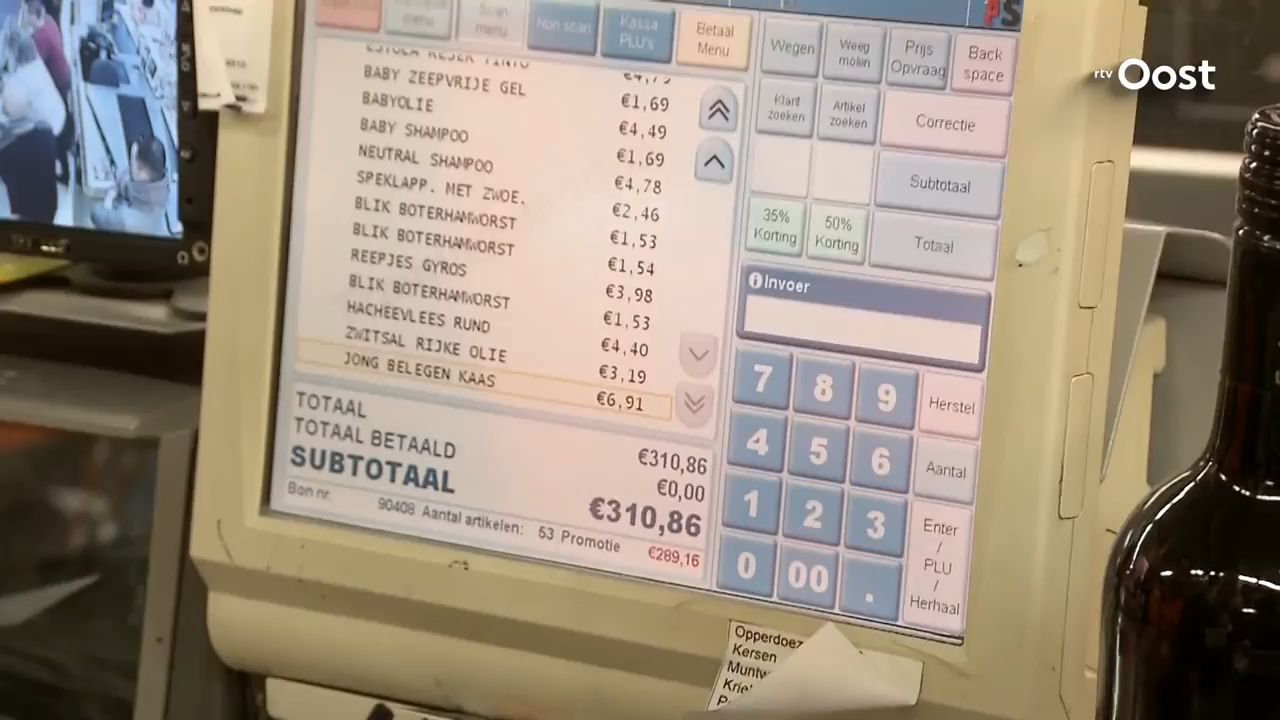 Scan menu
Non scan
Kassa PLU's
Betaal Menu
Wegen
Weeg molen
Prijs Opvraag
Back space
rtv Oost
Klant zoeken
Artikel zoeken
Correctie
Subtotaal
35% Korting
50% Korting
Totaal
BABY ZEEPVRIJE GEL €1,69
BABYOLIE €4,49
BABY SHAMPOO €1,69
NEUTRAL SHAMPOO €4,78
SPEKLAPP. MET ZWOE. €2,46
BLIK BOTERHAMWORST €1,53
BLIK BOTERHAMWORST €1,54
REEPJES GYROS €3,98
BLIK BOTERHAMWORST €1,53
HACHEEVLEES RUND €4,40
ZWITSAL RIJKE OLIE €3,19
JONG BELEGEN KAAS €6,91
TOTAAL €310,86
TOTAAL BETAALD €0,00
SUBTOTAAL €310,86
Bon nr. 90408 Aantal artikelen: 53 Promotie €289,16
Invoer
7 8 9 Herstel
4 5 6 Aantal
1 2 3
0 00 .
Enter / PLU / Herhaal
Opperdoez
Kersen
Muntw
Krie